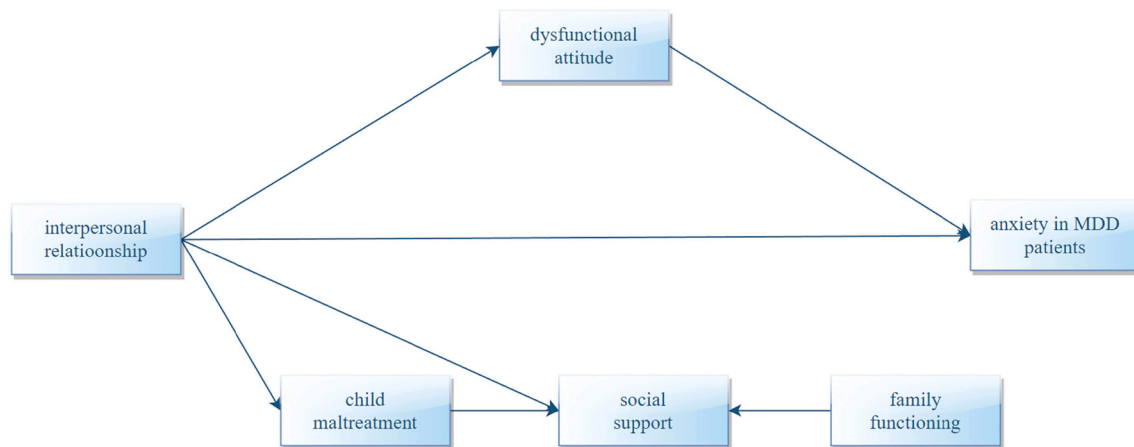 dysfunctional
attitude
interpersonal
relatioonship
anxiety in MDD
patients
child
maltreatment
social
support
family
functioning